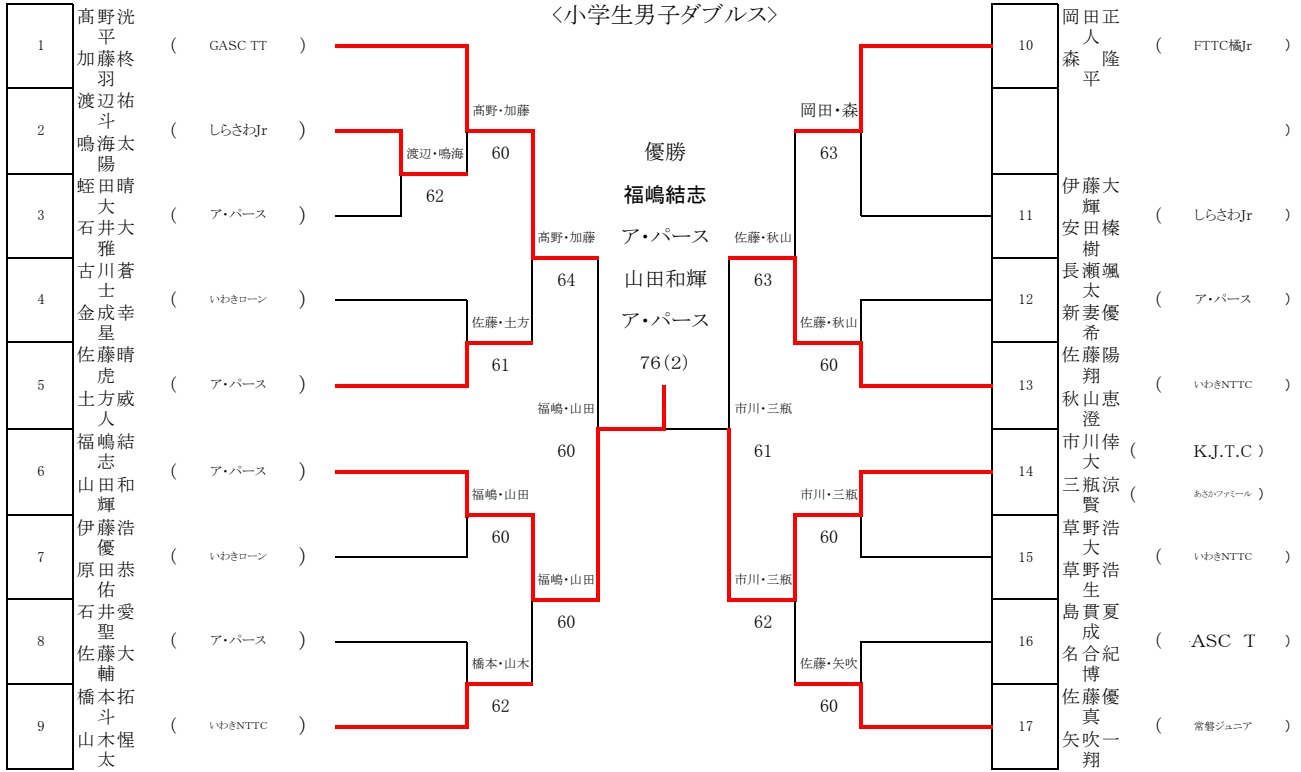 <小学生男子ダブルス>
1
髙野洸
平
加藤柊
羽
( GASC TT )
2
渡辺祐
斗
鳴海太
陽
( しらさわJr )
3
蛭田晴
大
石井大
雅
( ア・パース )
4
古川蒼
士
金成幸
星
( いわきローン )
5
佐藤晴
虎
土方威
人
( ア・パース )
6
福嶋結
志
山田和
輝
( ア・パース )
7
伊藤浩
優
原田恭
佑
( いわきローン )
8
石井愛
聖
佐藤大
輔
( ア・パース )
9
橋本拓
斗
山木惺
太
( いわきNTTC )
渡辺・鳴海
62
髙野・加藤
60
佐藤・土方
61
福嶋・山田
60
橋本・山木
62
髙野・加藤
64
福嶋・山田
60
福嶋・山田
60
優勝
福嶋結志
ア・パース
山田和輝
ア・パース
76(2)
佐藤・秋山
63
市川・三瓶
61
市川・三瓶
62
岡田・森
63
佐藤・秋山
60
市川・三瓶
60
佐藤・矢吹
60
10
岡田正
人
森 隆
平
( FTTC橘Jr )
)
11
伊藤大
輝
安田榛
樹
( しらさわJr )
12
長瀬颯
太
新妻優
希
( ア・パース )
13
佐藤陽
翔
秋山恵
澄
( いわきNTTC )
14
市川倖
大
三瓶涼
賢
( K.J.T.C )
( あさかファミール )
15
草野浩
大
草野浩
生
( いわきNTTC )
16
島貫夏
成
名合紀
博
( ASC T )
17
佐藤優
真
矢吹一
翔
( 常磐ジュニア )